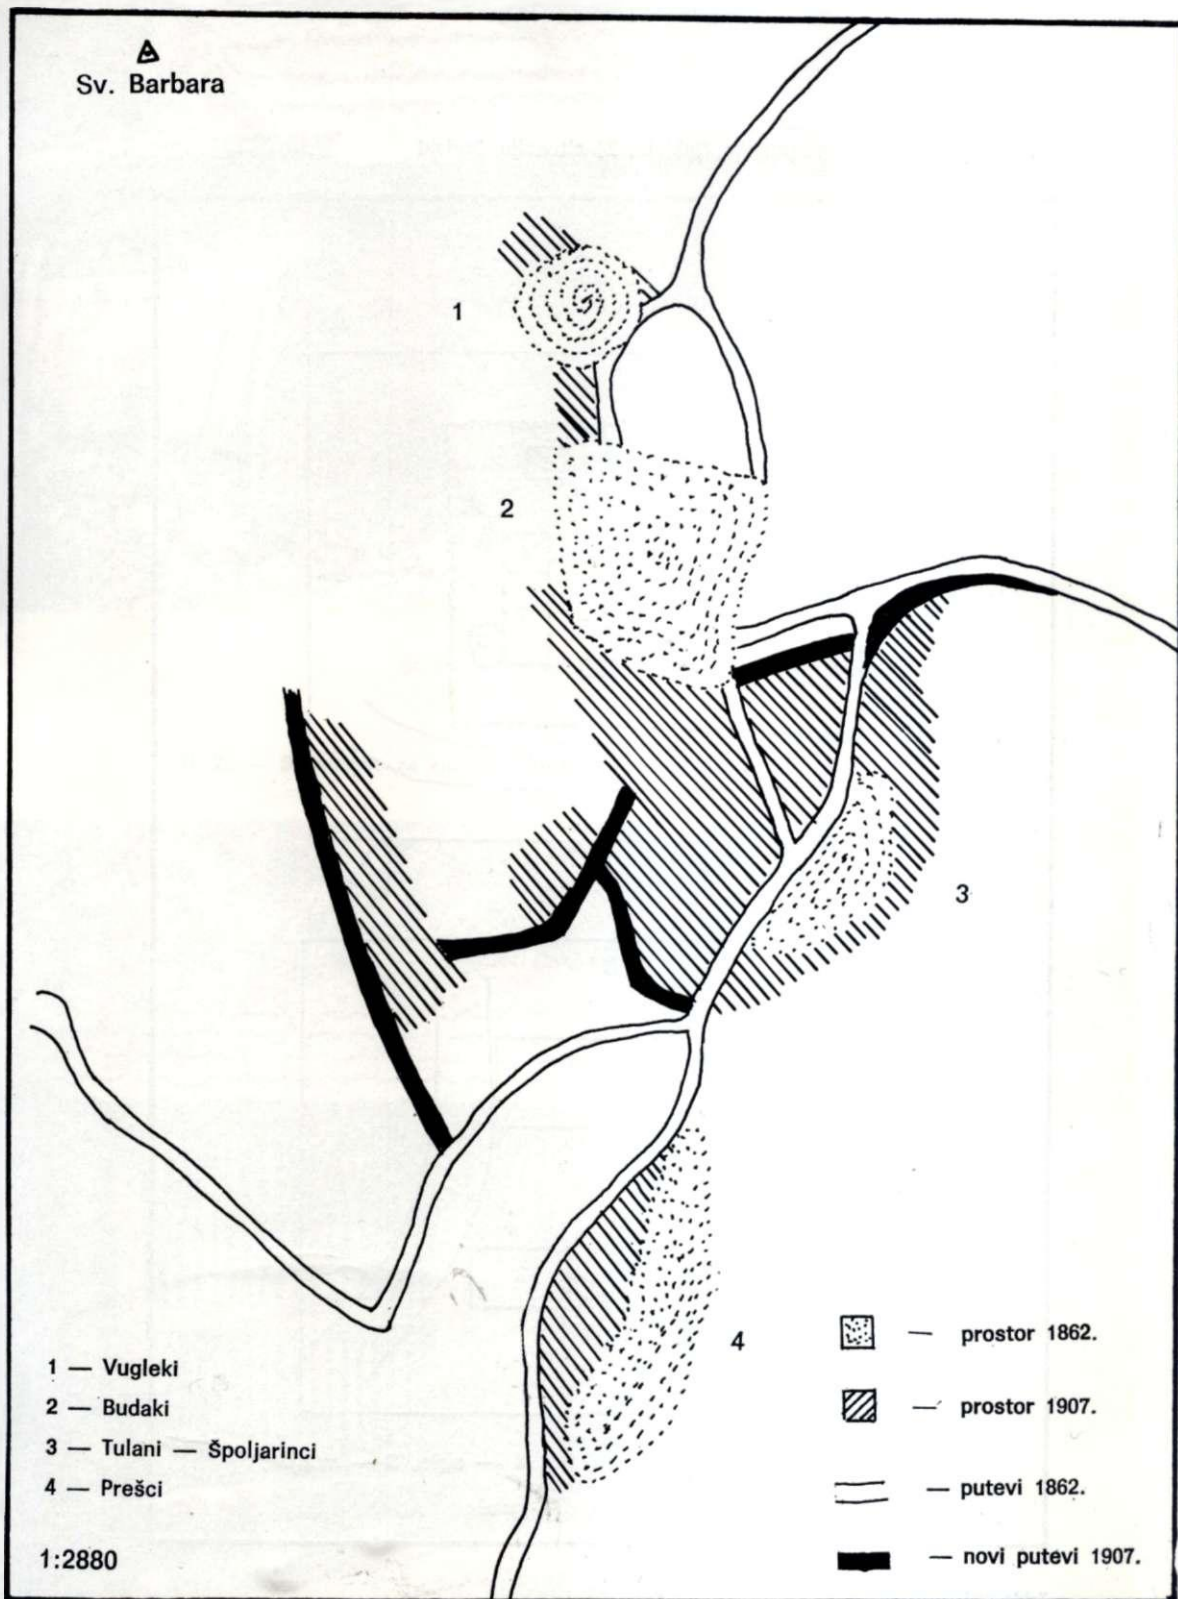 Sv. Barbara
1
2
3
4
1 — Vugleki
2 — Budaki
3 — Tulani — Špoljarinci
4 — Prešci
1:2880
— prostor 1862.
— prostor 1907.
— putevi 1862.
— novi putevi 1907.